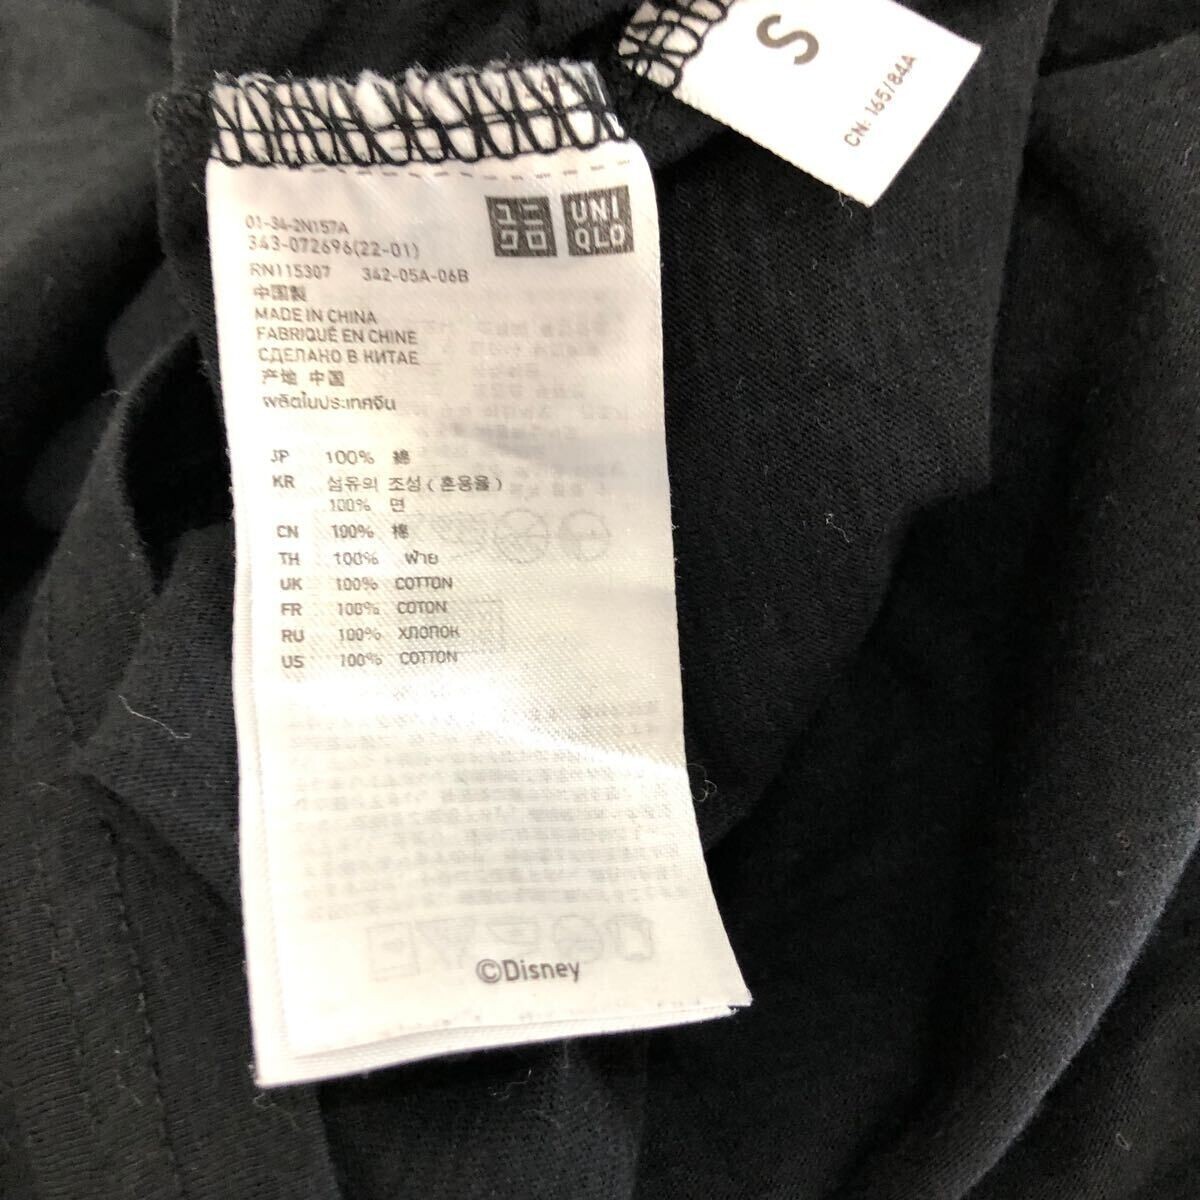 S
CN: 165/84A
ユニ
クロ
UNI
QLO
01-34-2N157A
343-072696(22-01)
RN115307 342-05A-06B
中国製
MADE IN CHINA
FABRIQUÉ EN CHINE
СДЕЛАНО В КИТАЕ
产地 中国
ผลิตในประเทศจีน
JP 100% 綿
KR 섬유의 조성 (혼용율)
100% 면
CN 100% 棉
TH 100% ฝ้าย
UK 100% COTTON
FR 100% COTON
RU 100% ХЛОПОК
US 100% COTTON
©Disney